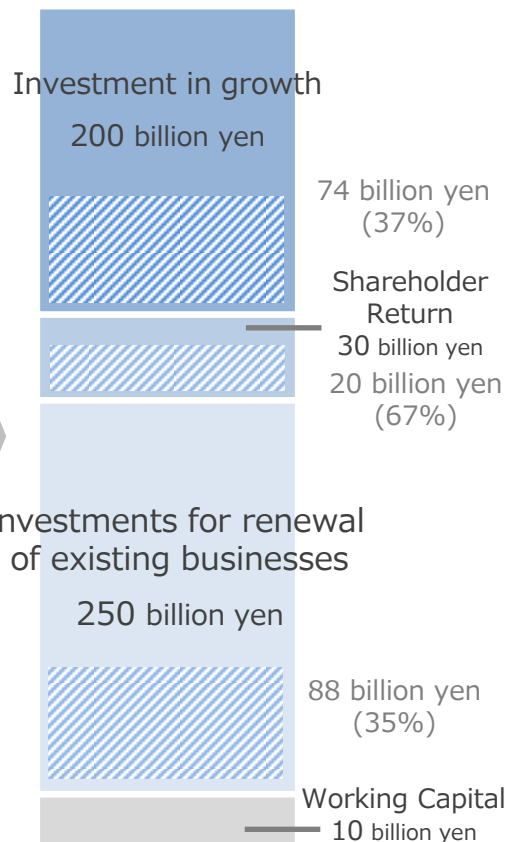 Investment in growth
200 billion yen
74 billion yen
(37%)
Shareholder
Return
30 billion yen
20 billion yen
(67%)
nvestments for renewal
of existing businesses
250 billion yen
88 billion yen
(35%)
Working Capital
10 billion yen